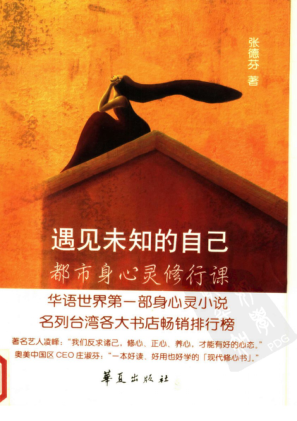 张德芬 著
遇见未知的自己
都市身心灵修行课
华语世界第一部身心灵小说
名列台湾各大书店畅销排行榜
著名艺人凌峰：“我们反求诸己，修心、正心、养心，才能有好的心态。”
奥美中国区CEO庄淑芬：“一本好读、好用也好学的「现代修心书」。”
华夏出版社